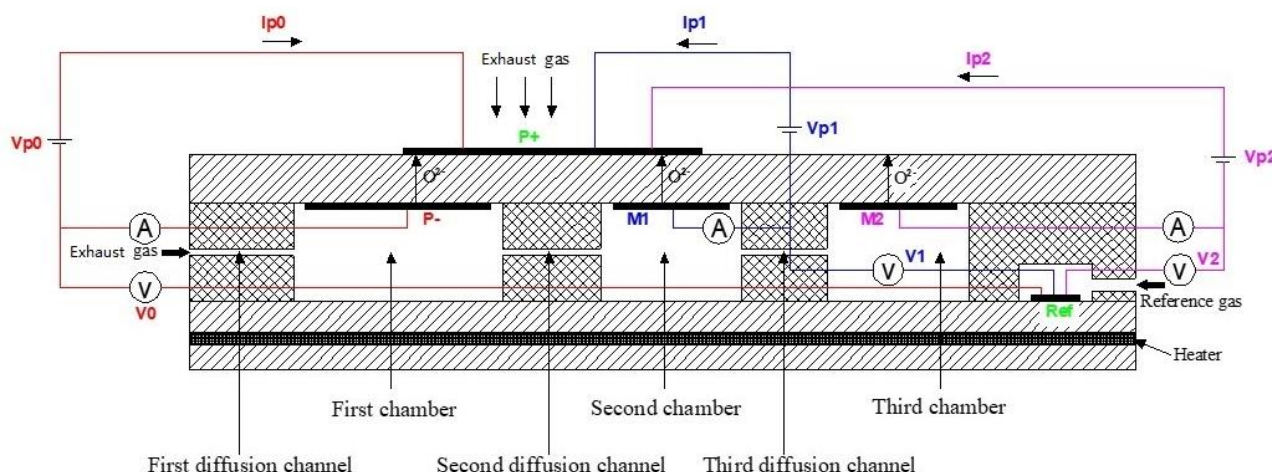 Ip0
Ip1
Ip2
Exhaust gas
Vp0
P+
Vp1
Vp2
O²⁻
O²⁻
O²⁻
P-
M1
M2
A
A
A
Exhaust gas
V1
V2
V
V
V
V0
Ref
Reference gas
Heater
First chamber
Second chamber
Third chamber
First diffusion channel
Second diffusion channel
Third diffusion channel